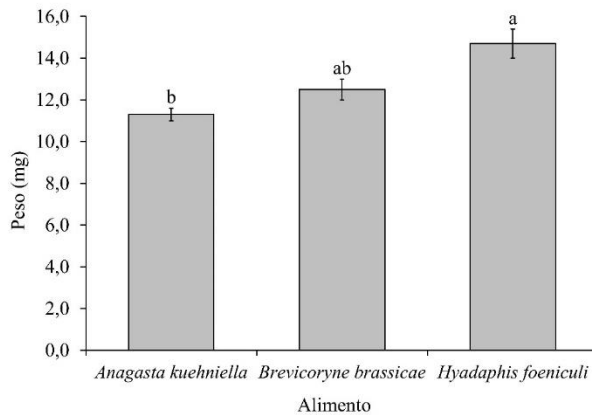 16,0
14,0
12,0
10,0
8,0
6,0
4,0
2,0
0,0
Peso (mg)
b
ab
a
Anagasta kuehniella Brevicoryne brassicae Hyadaphis foeniculi
Alimento